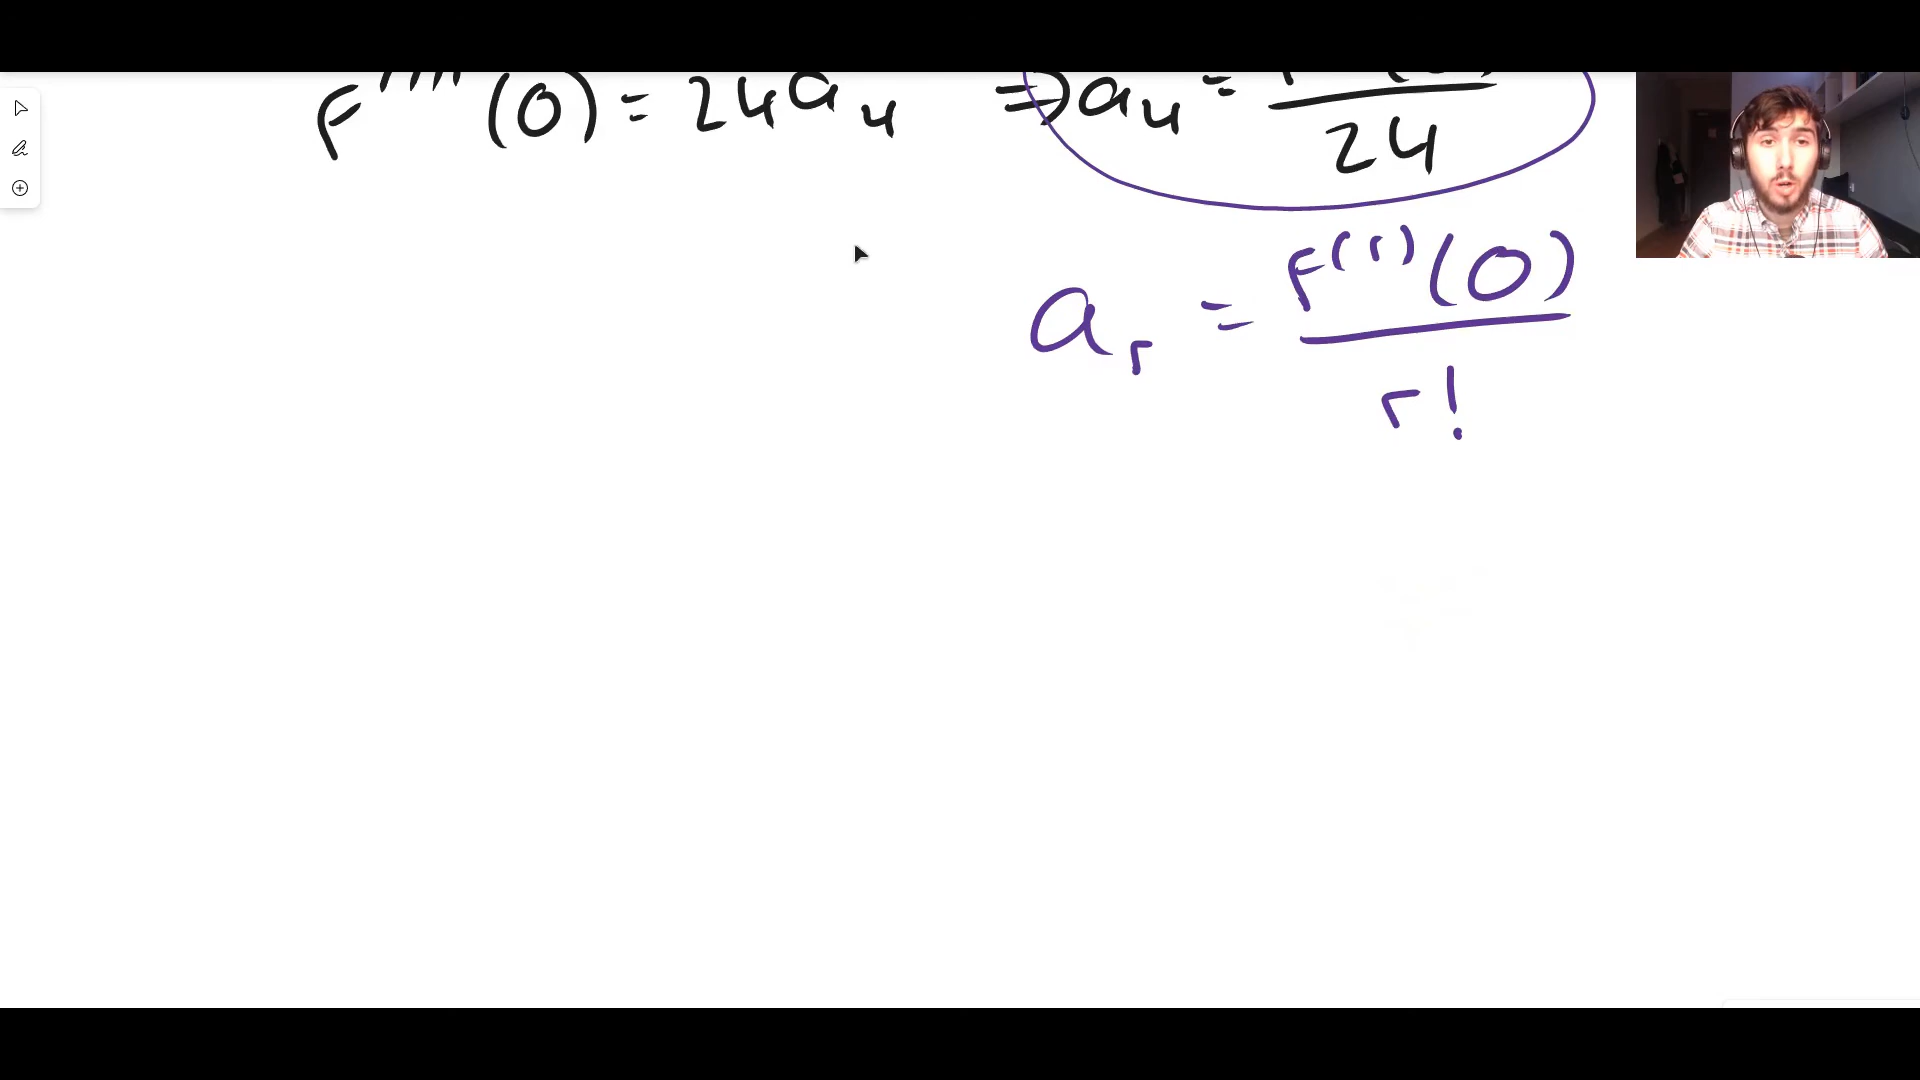 F''''(0) = 24a₄ ⇒ a₄ = / 24
aᵣ = F⁽ʳ⁾(0) / r!